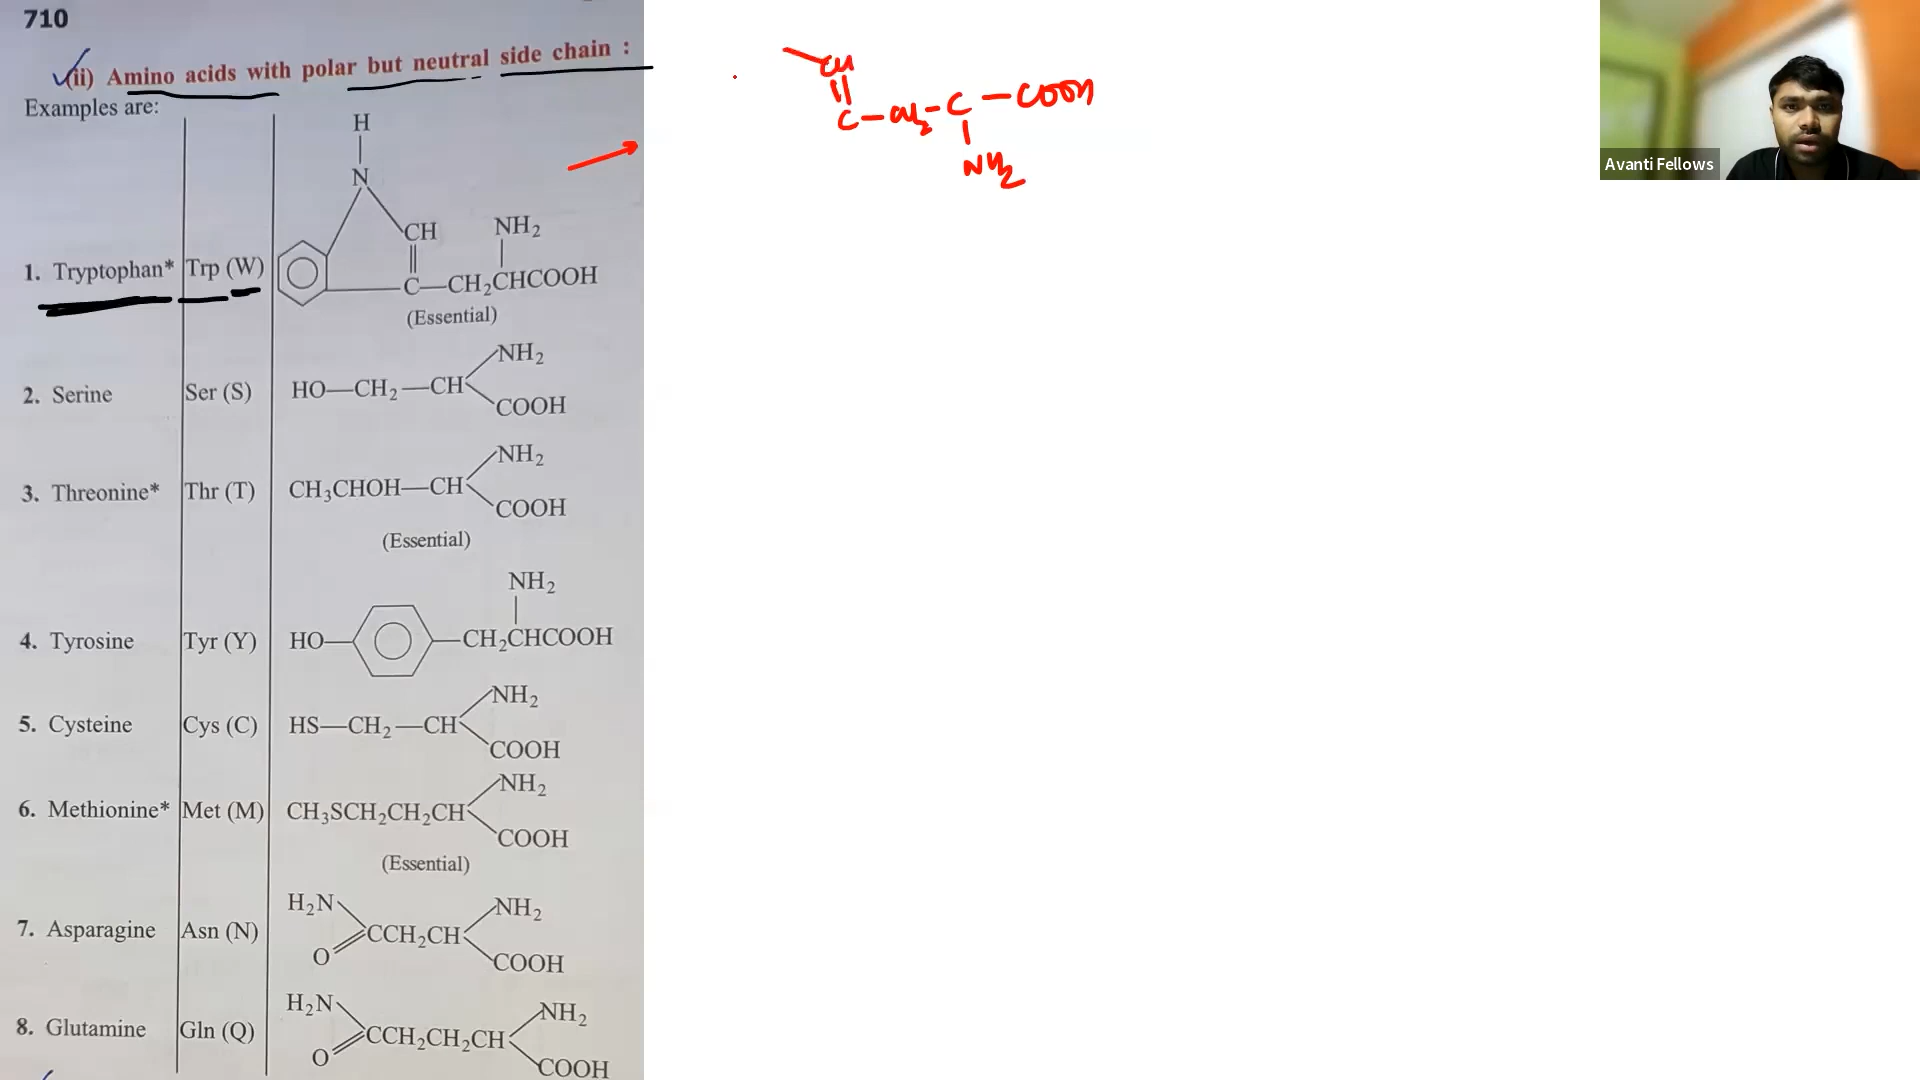 710
(ii) Amino acids with polar but neutral side chain :
Examples are:
H
N
CH
NH2
1. Tryptophan* Trp (W) C—CH2CHCOOH
(Essential)
NH2
2. Serine Ser (S) HO—CH2—CH
COOH
NH2
3. Threonine* Thr (T) CH3CHOH—CH
COOH
(Essential)
NH2
4. Tyrosine Tyr (Y) HO—CH2CHCOOH
NH2
5. Cysteine Cys (C) HS—CH2—CH
COOH
NH2
6. Methionine* Met (M) CH3SCH2CH2CH
COOH
(Essential)
H2N NH2
7. Asparagine Asn (N) CCH2CH
O COOH
H2N NH2
8. Glutamine Gln (Q) CCH2CH2CH
O COOH
CH
C—CH2—C—COOH
NH2
Avanti Fellows